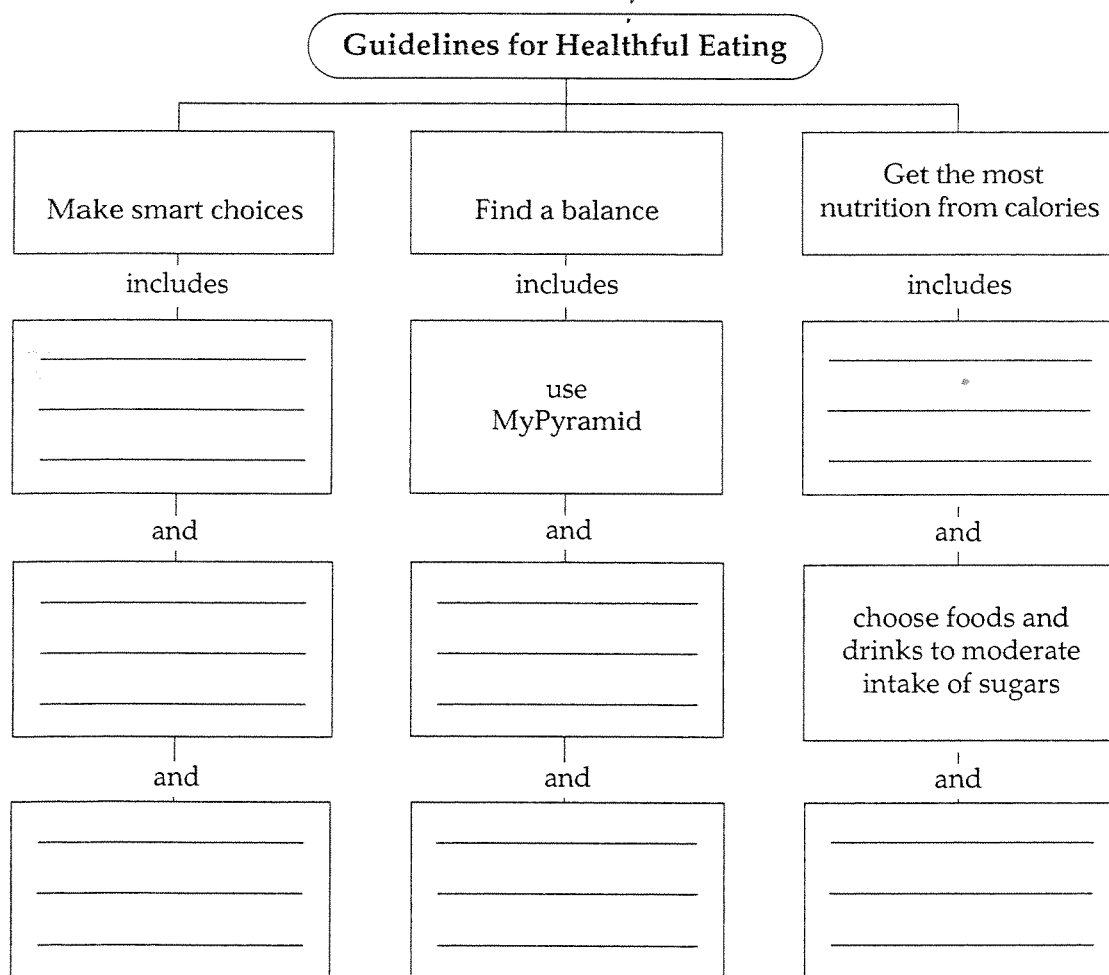 Guidelines for Healthful Eating
Make smart choices
Find a balance
Get the most
nutrition from calories
includes
includes
includes
use
MyPyramid
and
and
and
choose foods and
drinks to moderate
intake of sugars
and
and
and